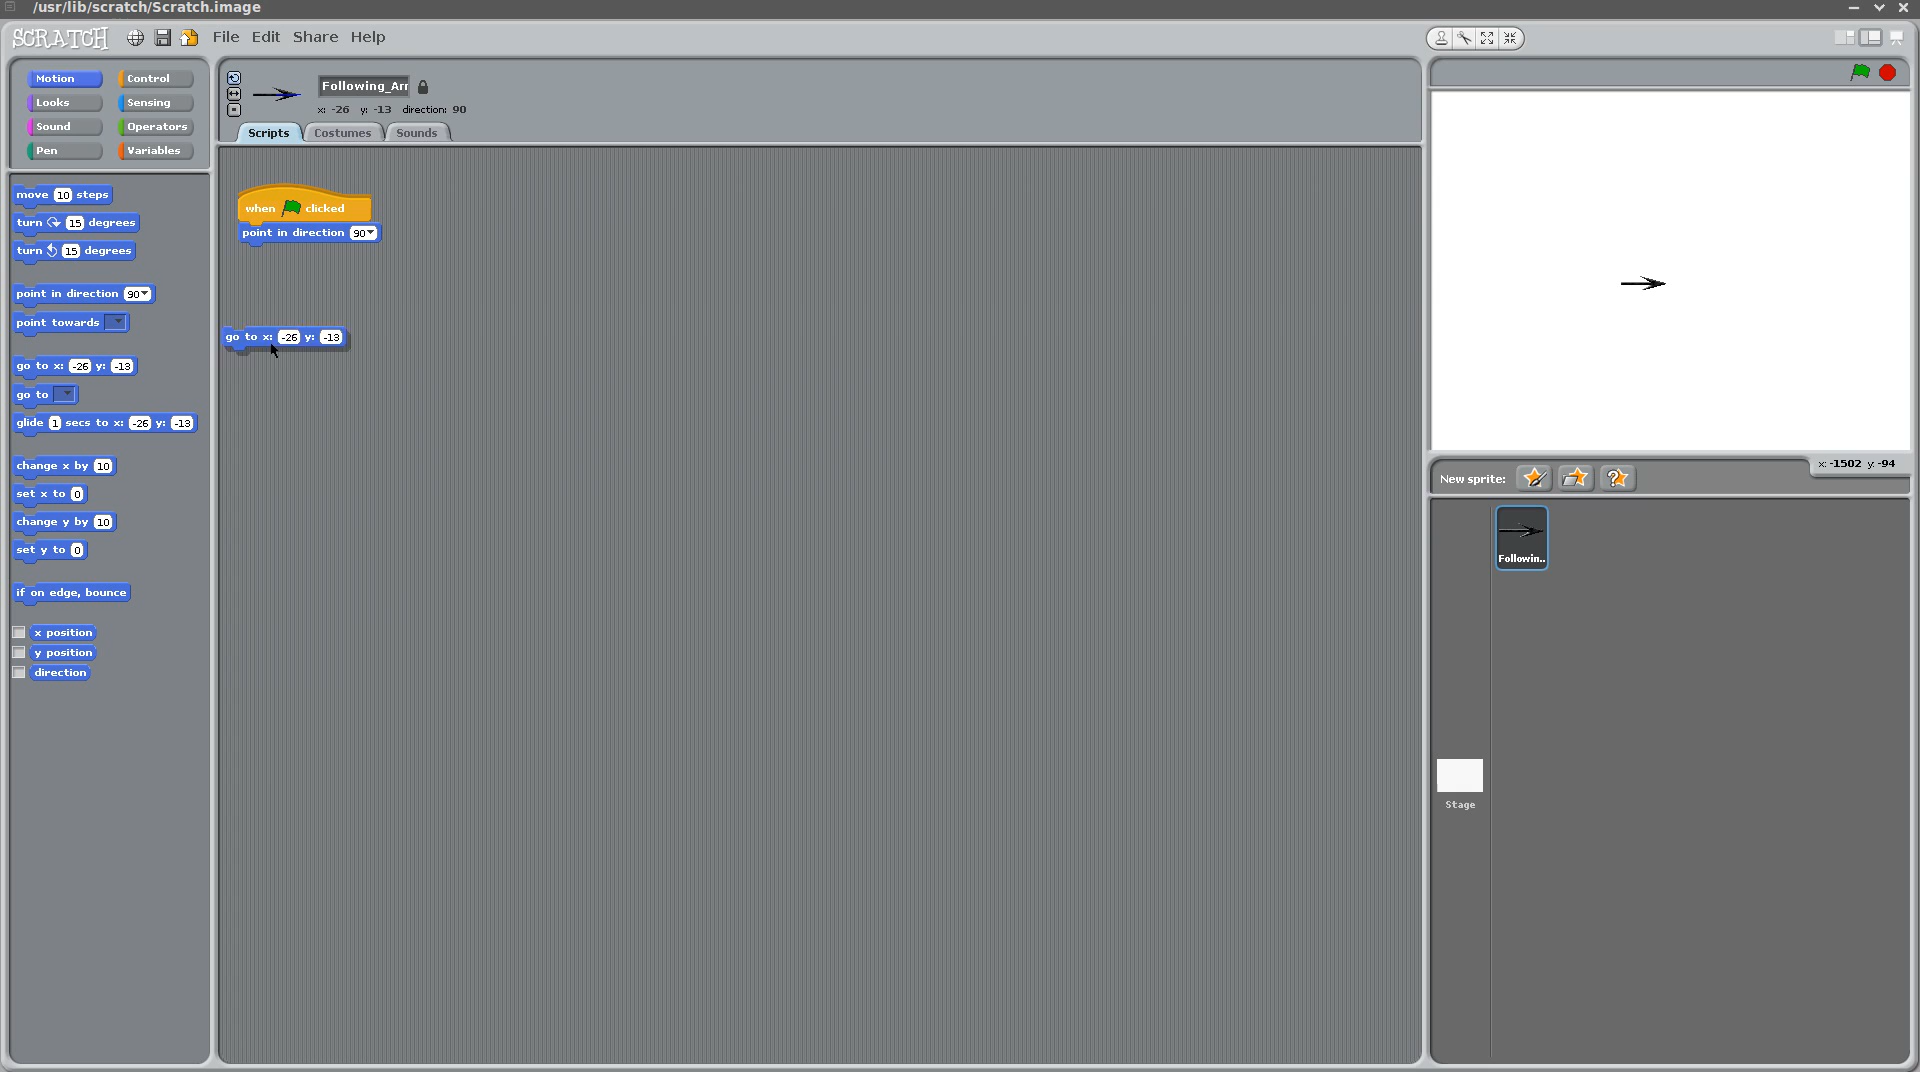 /usr/lib/scratch/Scratch.image
SCRATCH File Edit Share Help
Motion Control
Looks Sensing
Sound Operators
Pen Variables
move 10 steps
turn 15 degrees
turn 15 degrees
point in direction 90
point towards
go to x: -26 y: -13
go to
glide 1 secs to x: -26 y: -13
change x by 10
set x to 0
change y by 10
set y to 0
if on edge, bounce
x position
y position
direction
Following_Arr
x: -26 y: -13 direction: 90
Scripts Costumes Sounds
when clicked
point in direction 90
go to x: -26 y: -13
x: -1502 y: -94
New sprite:
Followin..
Stage